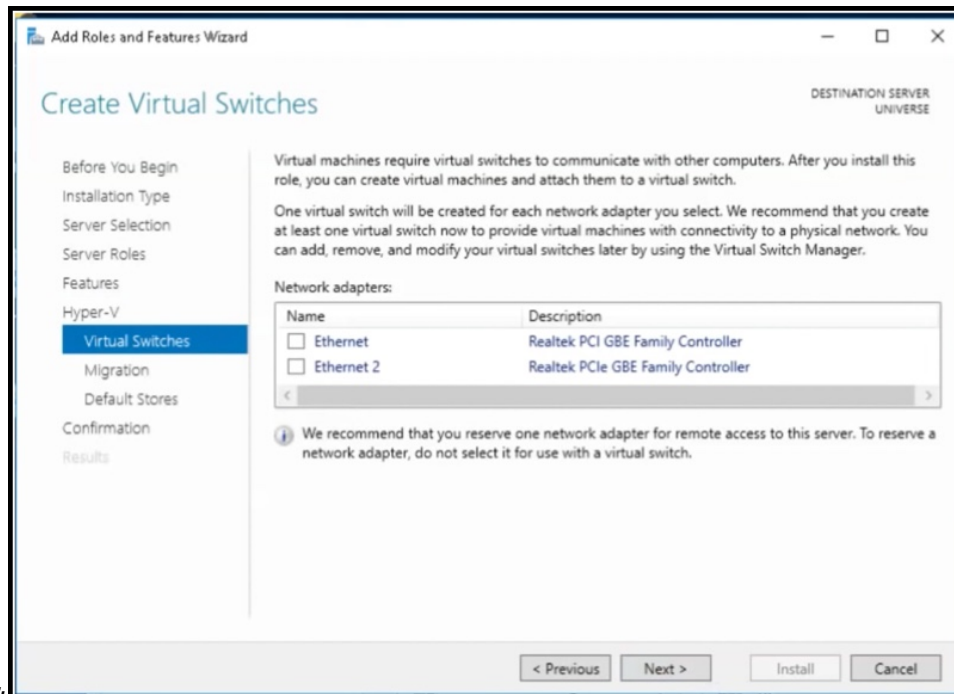 Add Roles and Features Wizard
Create Virtual Switches
DESTINATION SERVER
UNIVERSE
Before You Begin
Installation Type
Server Selection
Server Roles
Features
Hyper-V
Virtual Switches
Migration
Default Stores
Confirmation
Results
Virtual machines require virtual switches to communicate with other computers. After you install this
role, you can create virtual machines and attach them to a virtual switch.
One virtual switch will be created for each network adapter you select. We recommend that you create
at least one virtual switch now to provide virtual machines with connectivity to a physical network. You
can add, remove, and modify your virtual switches later by using the Virtual Switch Manager.
Network adapters:
Name Description
Ethernet Realtek PCI GBE Family Controller
Ethernet 2 Realtek PCIe GBE Family Controller
We recommend that you reserve one network adapter for remote access to this server. To reserve a
network adapter, do not select it for use with a virtual switch.
< Previous Next > Install Cancel